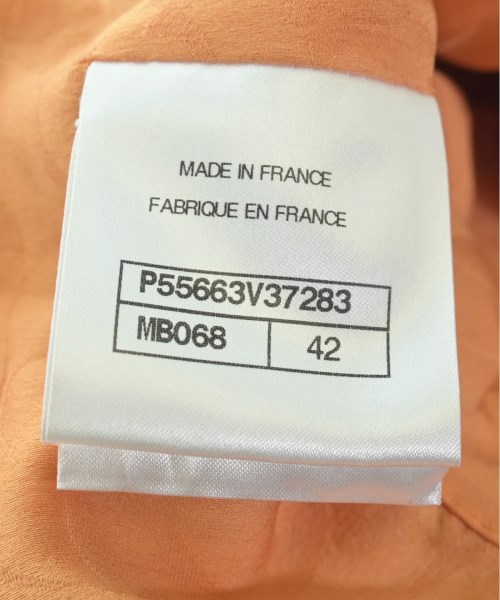 MADE IN FRANCE
FABRIQUE EN FRANCE
P55663V37283
MB068 42